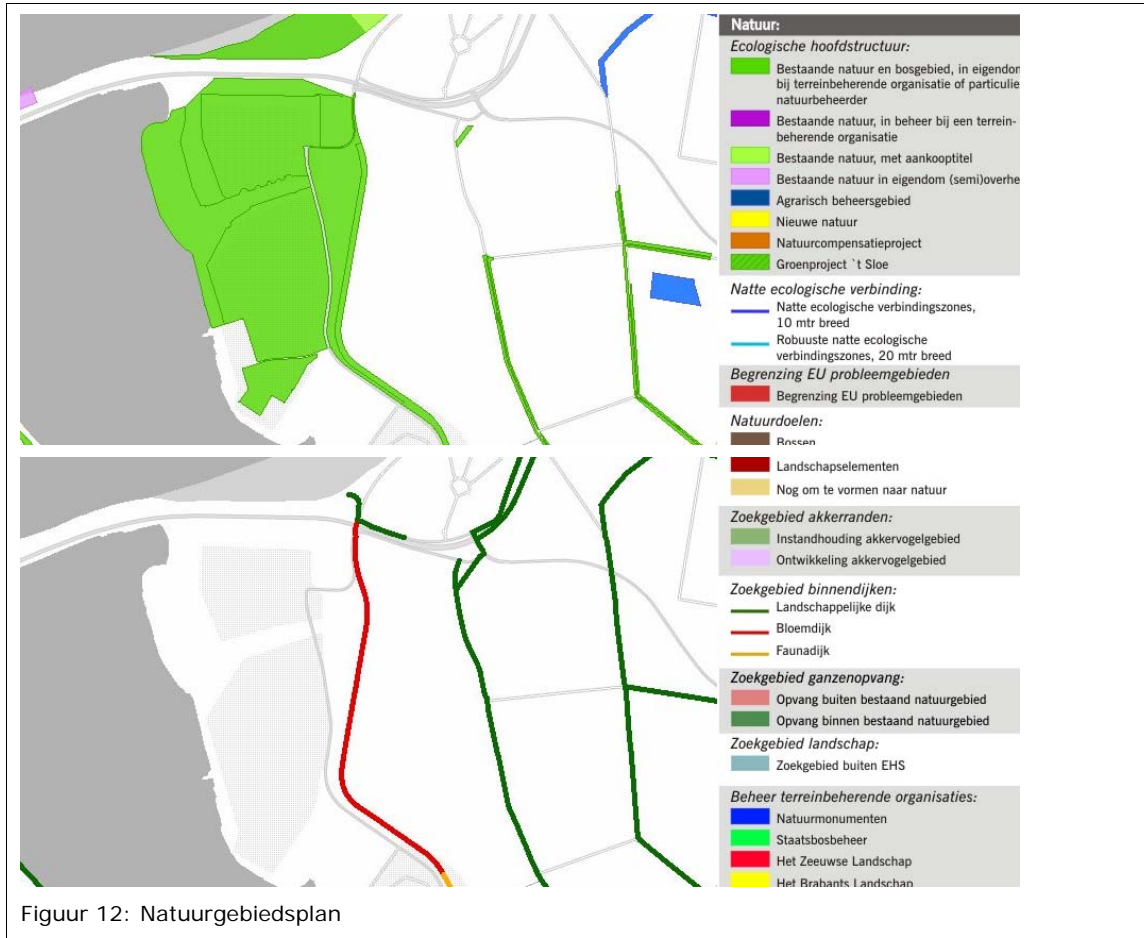 Natuur:
Ecologische hoofdstructuur:
Bestaande natuur en bosgebied, in eigendom
bij terreinbeherende organisatie of particulie
natuurbeheerder
Bestaande natuur, in beheer bij een terrein-
beherende organisatie
Bestaande natuur, met aankooptitel
Bestaande natuur in eigendom (semi)overhe
Agrarisch beheersgebied
Nieuwe natuur
Natuurcompensatieproject
Groenproject `t Sloe
Natte ecologische verbinding:
Natte ecologische verbindingszones,
10 mtr breed
Robuuste natte ecologische
verbindingszones, 20 mtr breed
Begrenzing EU probleemgebieden
Begrenzing EU probleemgebieden
Natuurdoelen:
Bossen
Landschapselementen
Nog om te vormen naar natuur
Zoekgebied akkerranden:
Instandhouding akkervogelgebied
Ontwikkeling akkervogelgebied
Zoekgebied binnendijken:
Landschappelijke dijk
Bloemdijk
Faunadijk
Zoekgebied ganzenopvang:
Opvang buiten bestaand natuurgebied
Opvang binnen bestaand natuurgebied
Zoekgebied landschap:
Zoekgebied buiten EHS
Beheer terreinbeherende organisaties:
Natuurmonumenten
Staatsbosbeheer
Het Zeeuwse Landschap
Het Brabants Landschap
Figuur 12: Natuurgebiedsplan